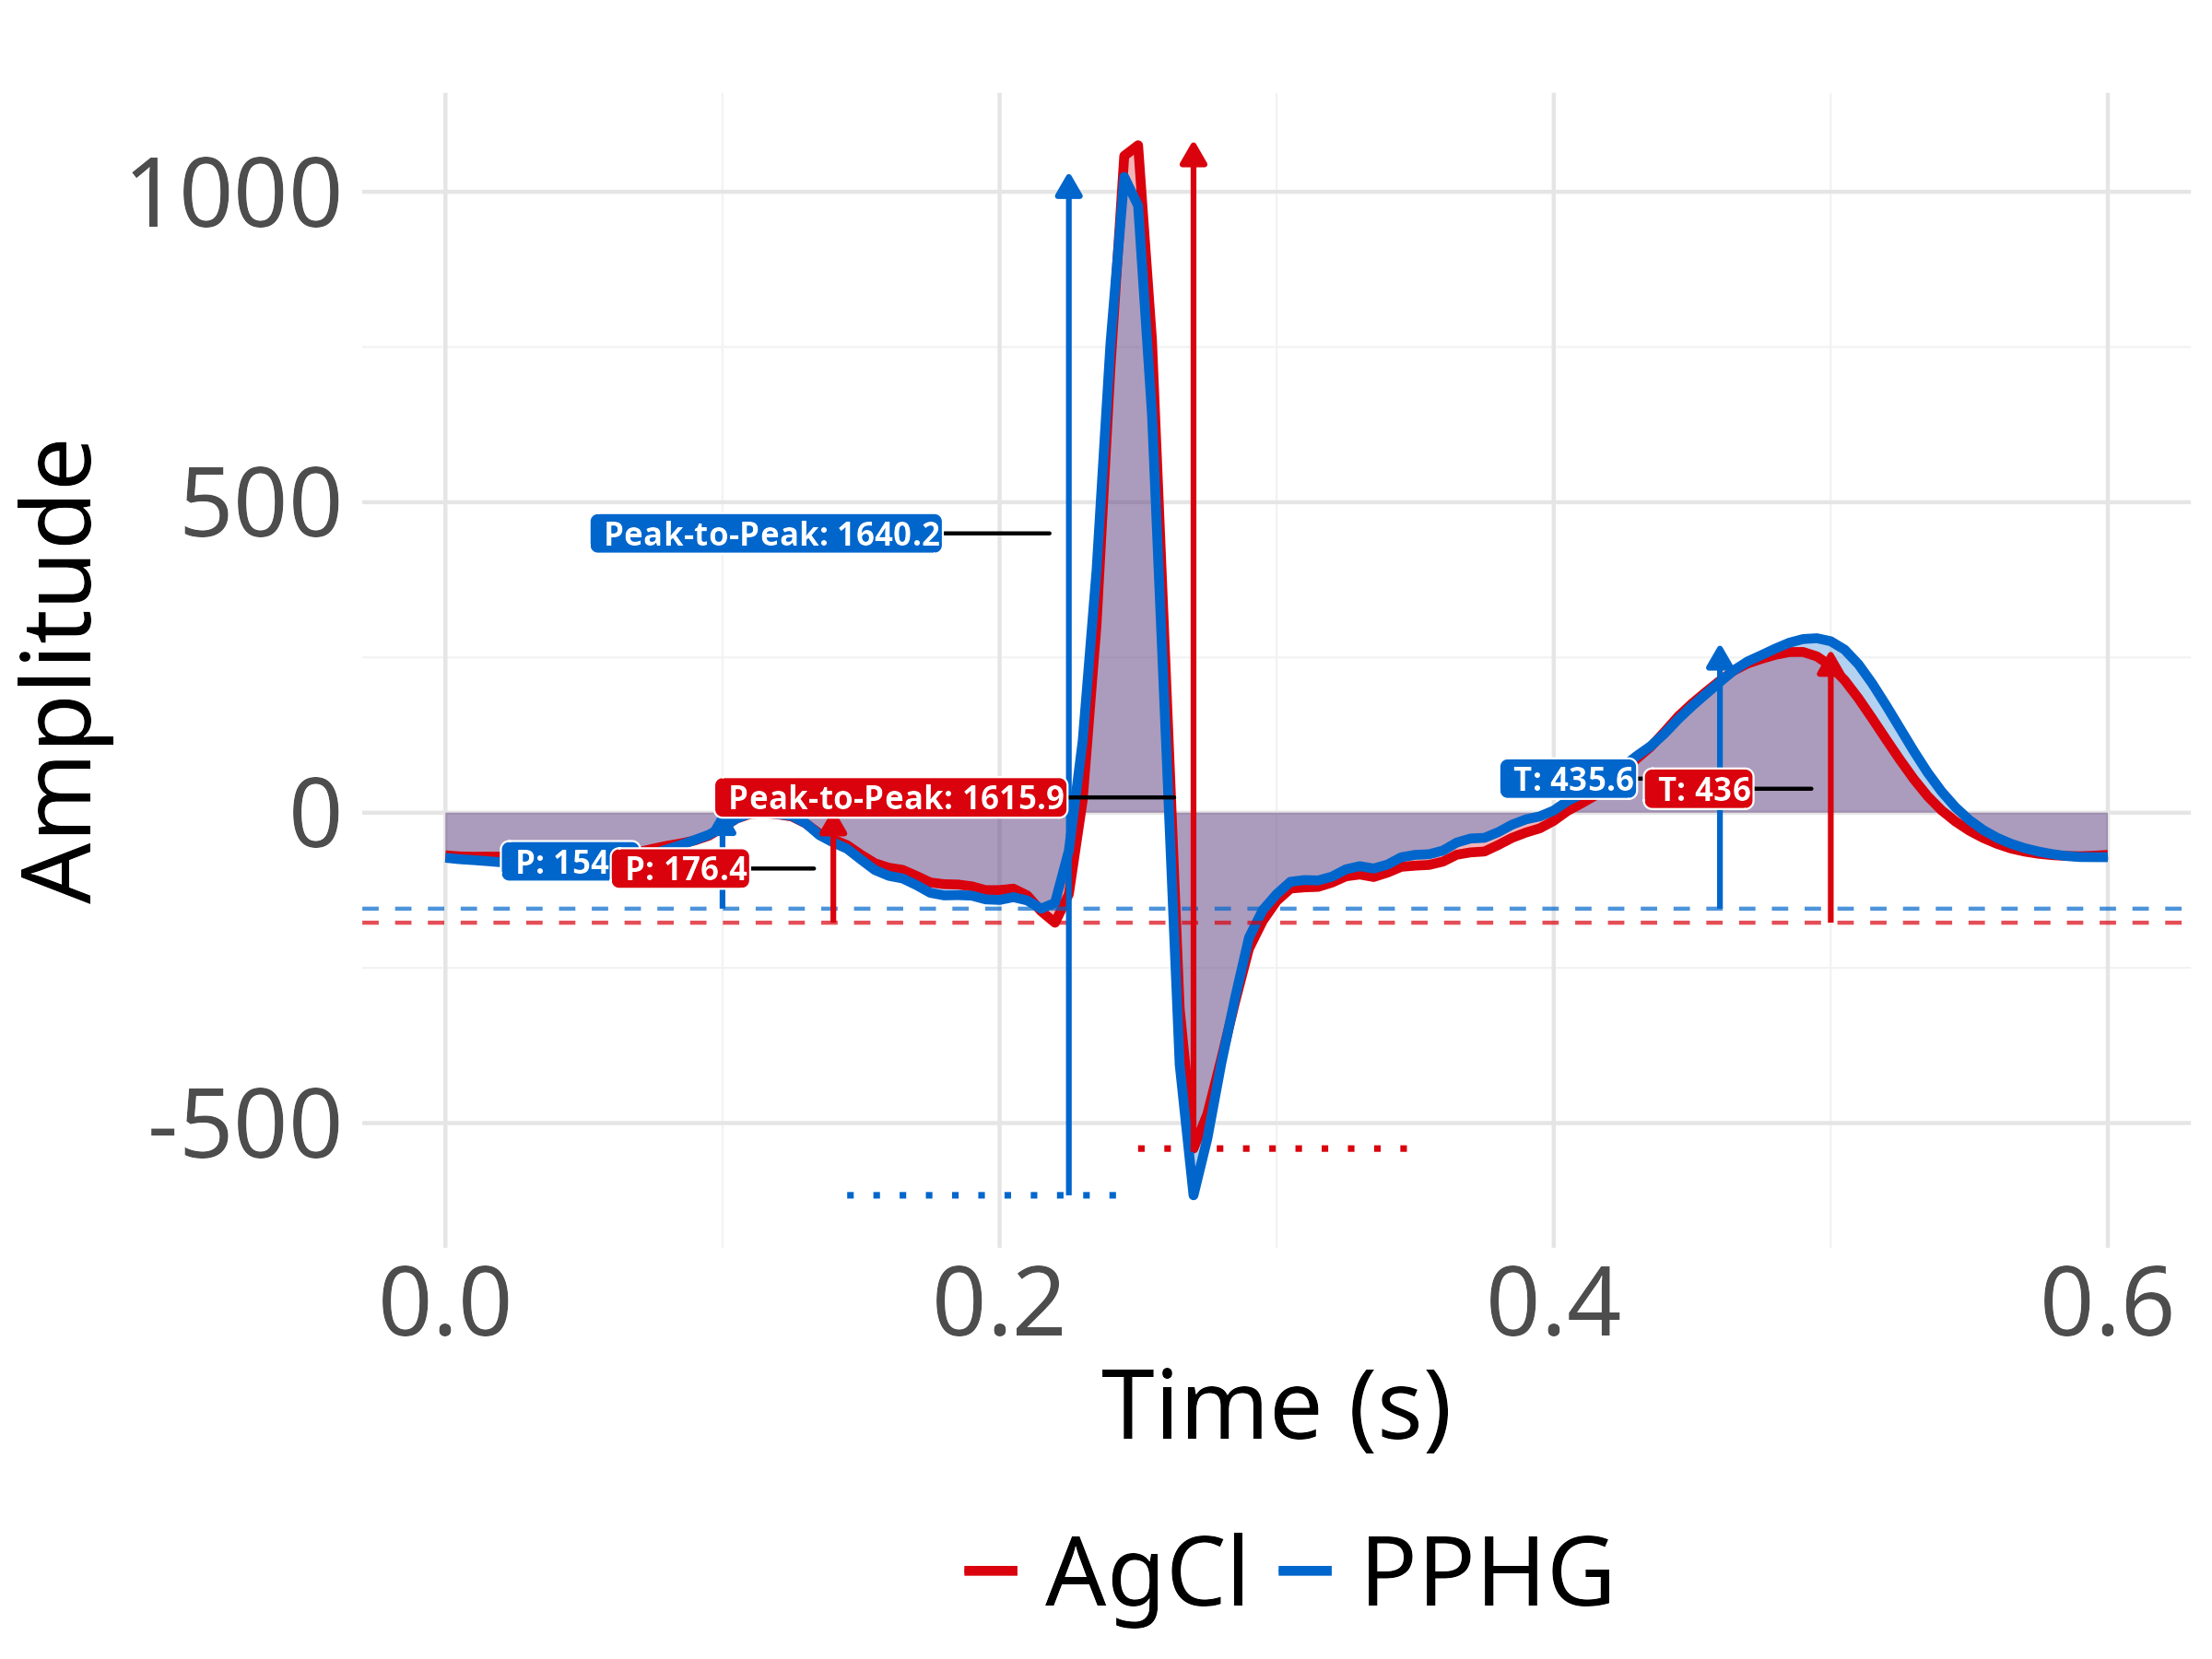 Amplitude
1000
500
0
-500
Peak-to-Peak: 1640.2
Peak-to-Peak: 1615.9
P: 154
P: 176.4
T: 435.6
T: 436
0.0
0.2
0.4
0.6
Time (s)
AgCl
PPHG